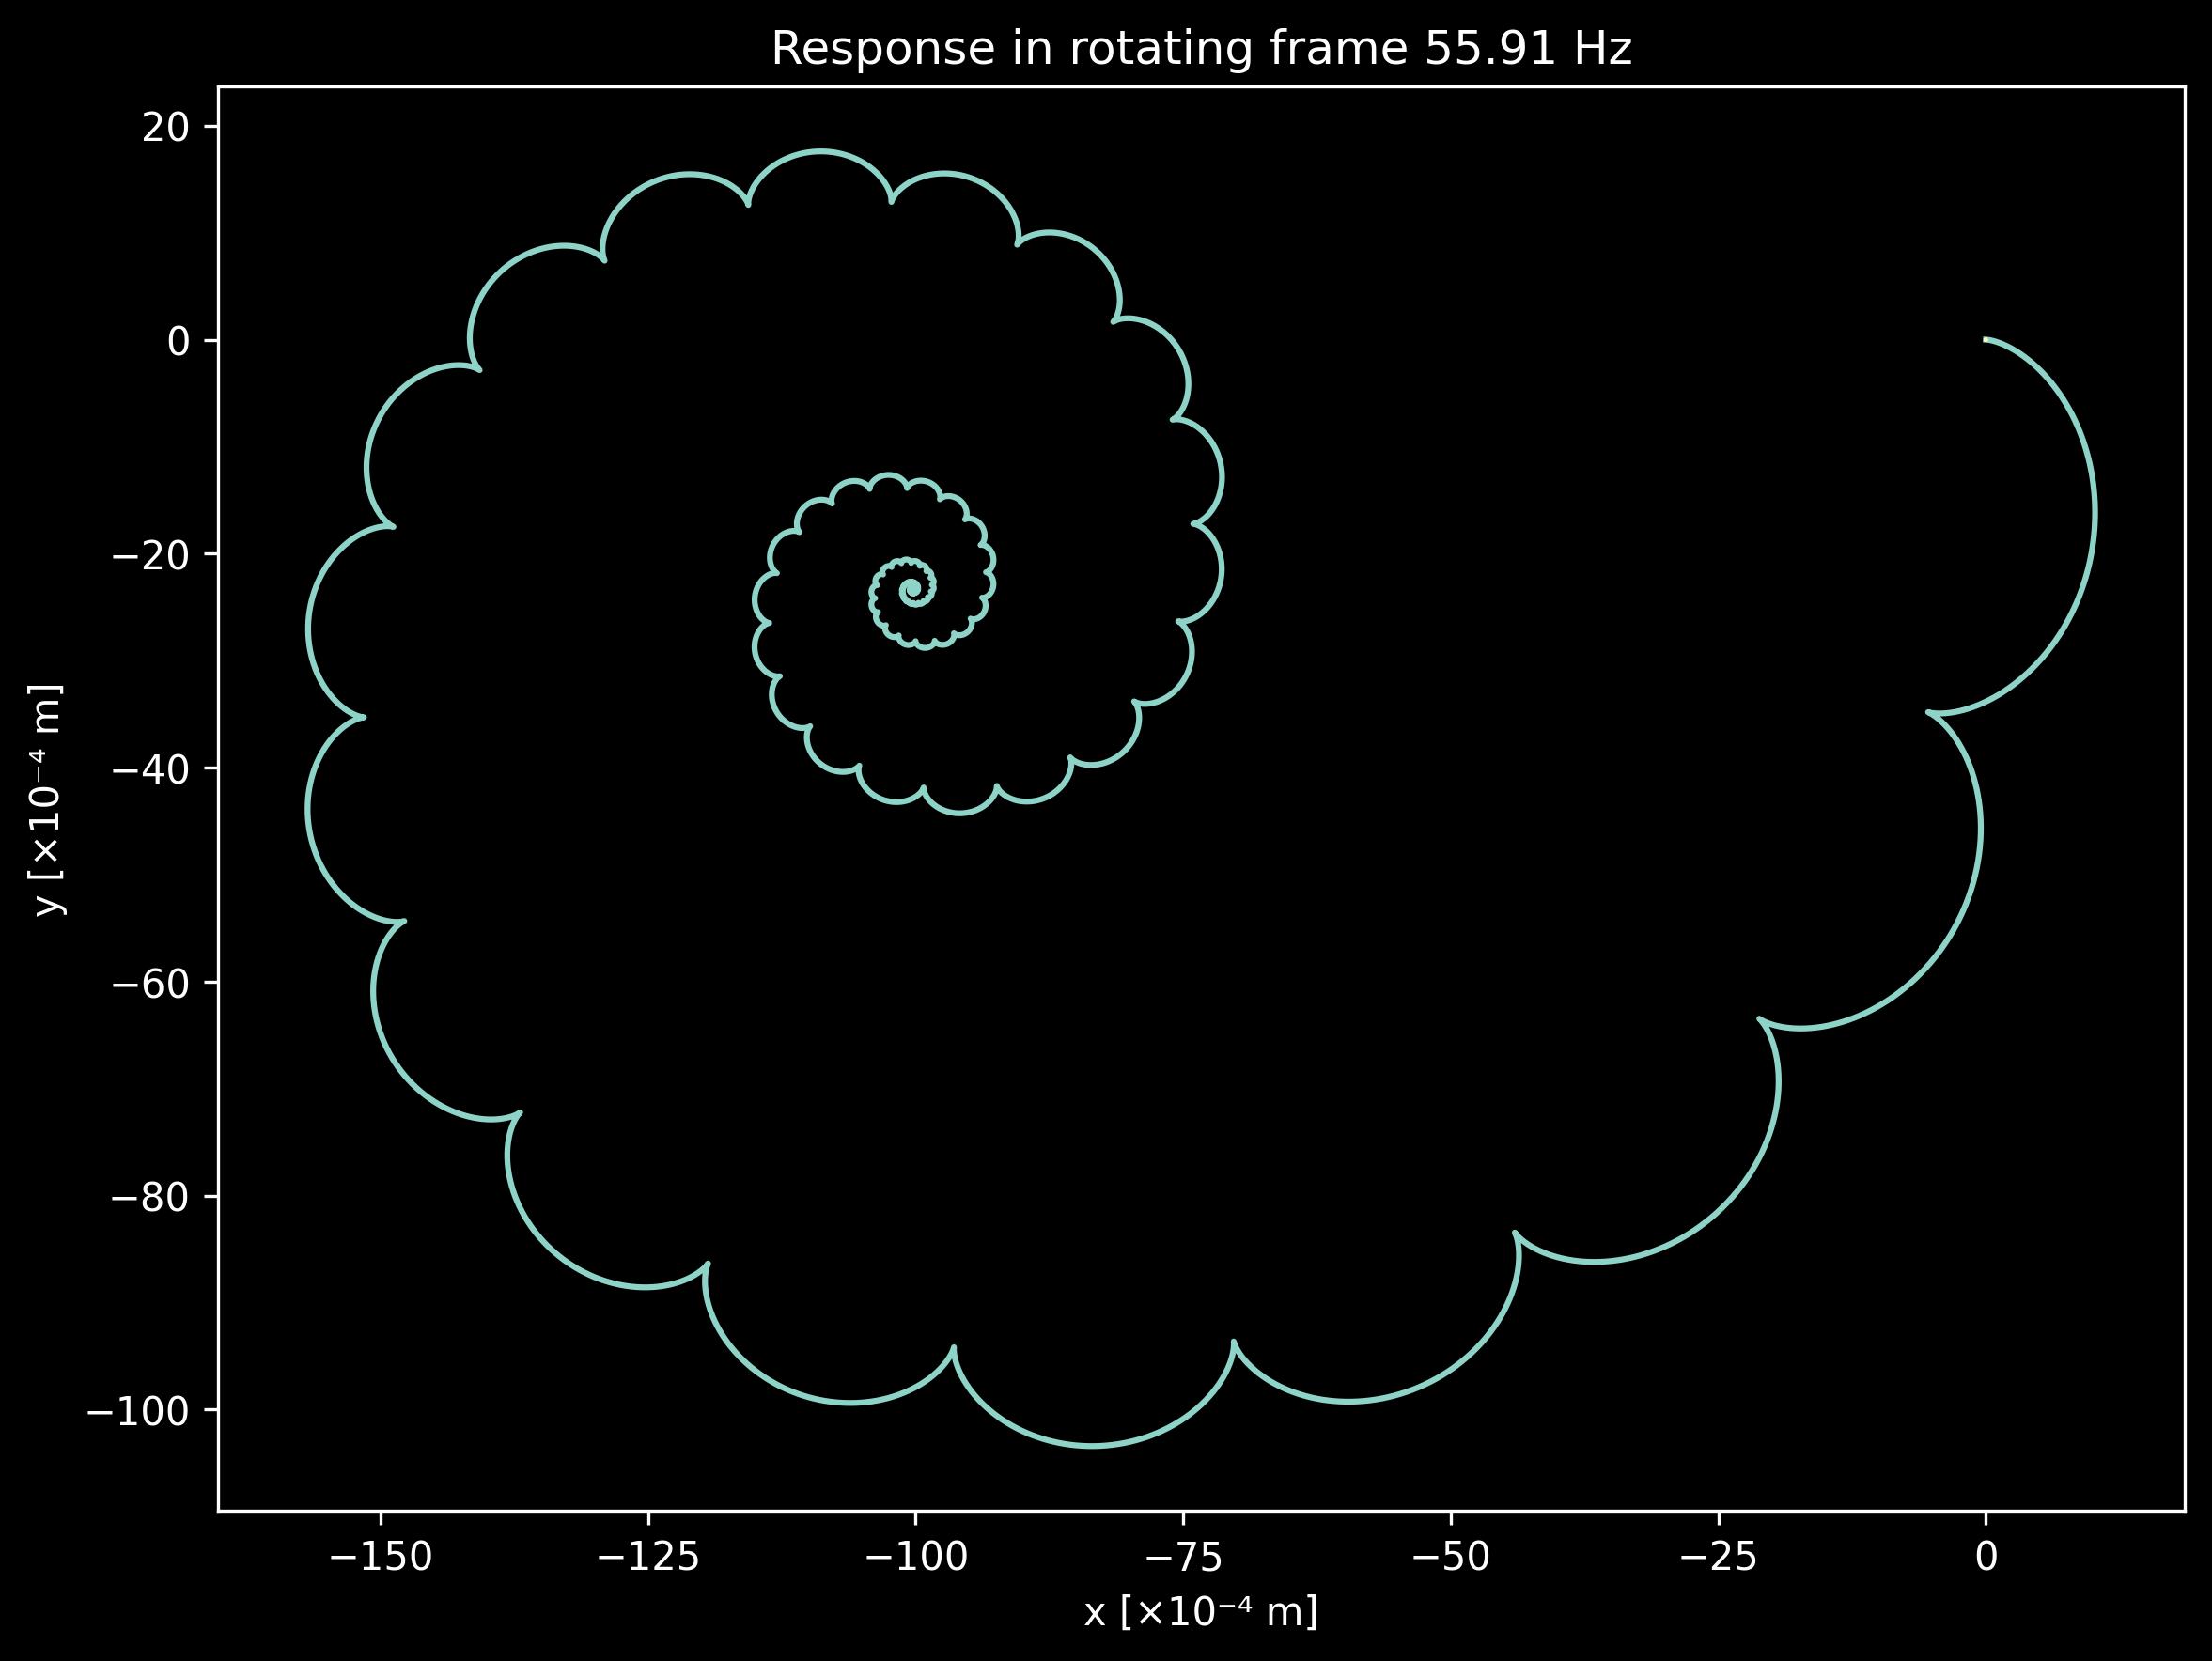 Response in rotating frame 55.91 Hz
20
0
−20
−40
−60
−80
−100
y [×10⁻⁴ m]
−150 −125 −100 −75 −50 −25 0
x [×10⁻⁴ m]